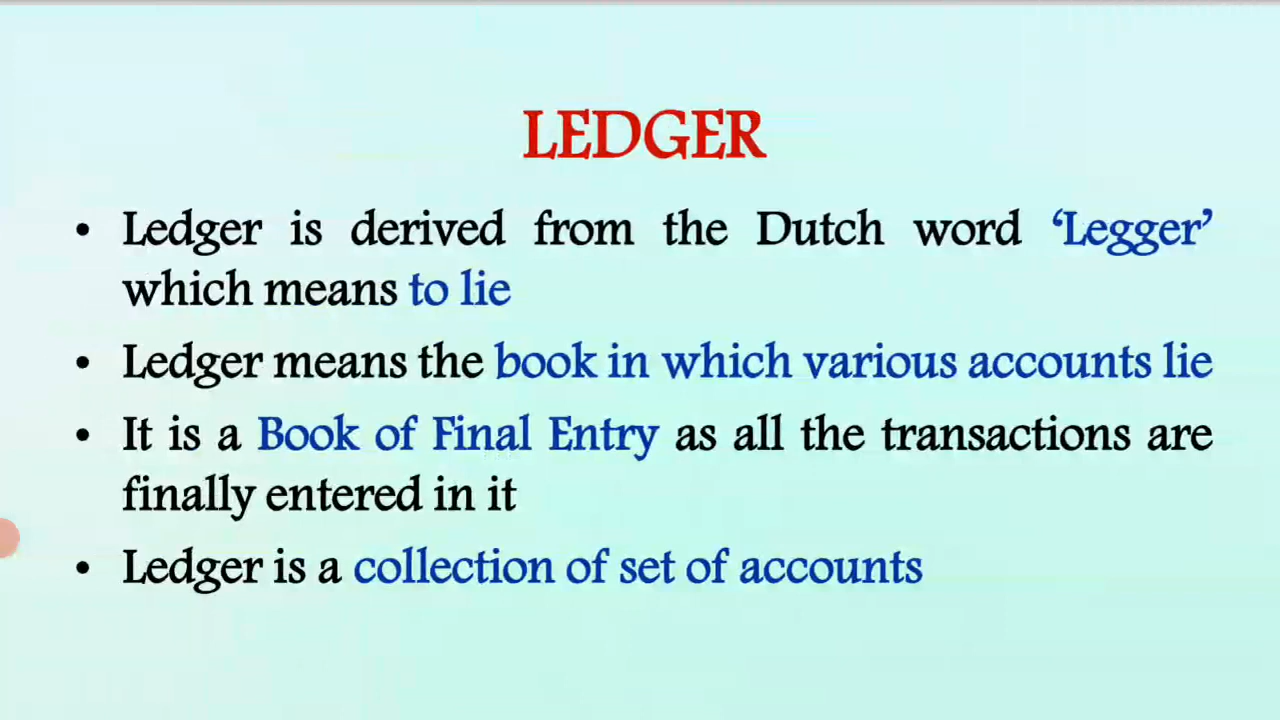 LEDGER
• Ledger is derived from the Dutch word ‘Legger’
which means to lie
• Ledger means the book in which various accounts lie
• It is a Book of Final Entry as all the transactions are
finally entered in it
• Ledger is a collection of set of accounts